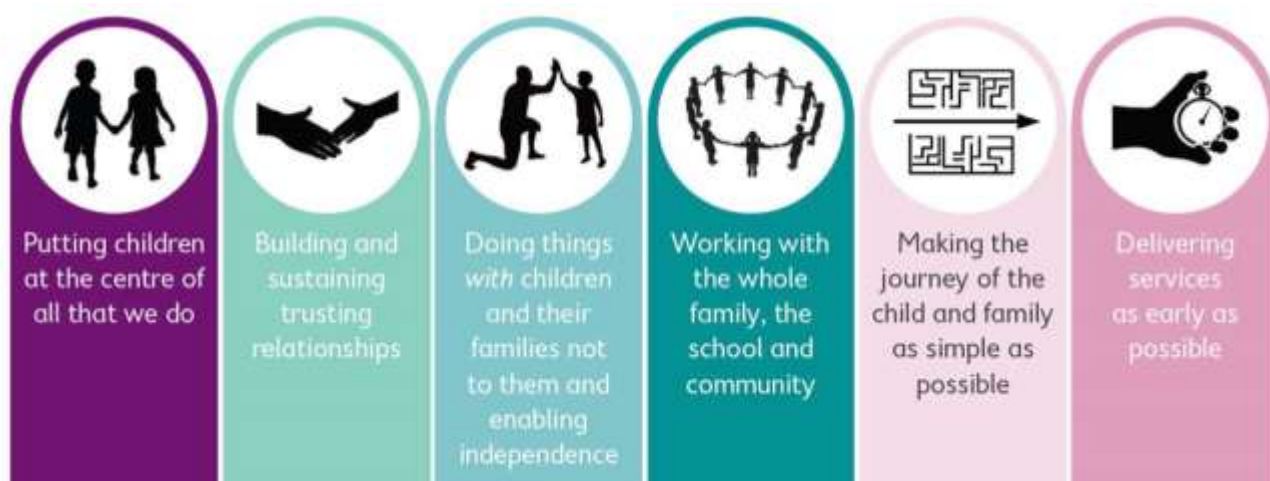 Putting children
at the centre of
all that we do
Building and
sustaining
trusting
relationships
Doing things
with children
and their
families not
to them and
enabling
independence
Working with
the whole
family, the
school and
community
Making the
journey of the
child and family
as simple as
possible
Delivering
services
as early as
possible